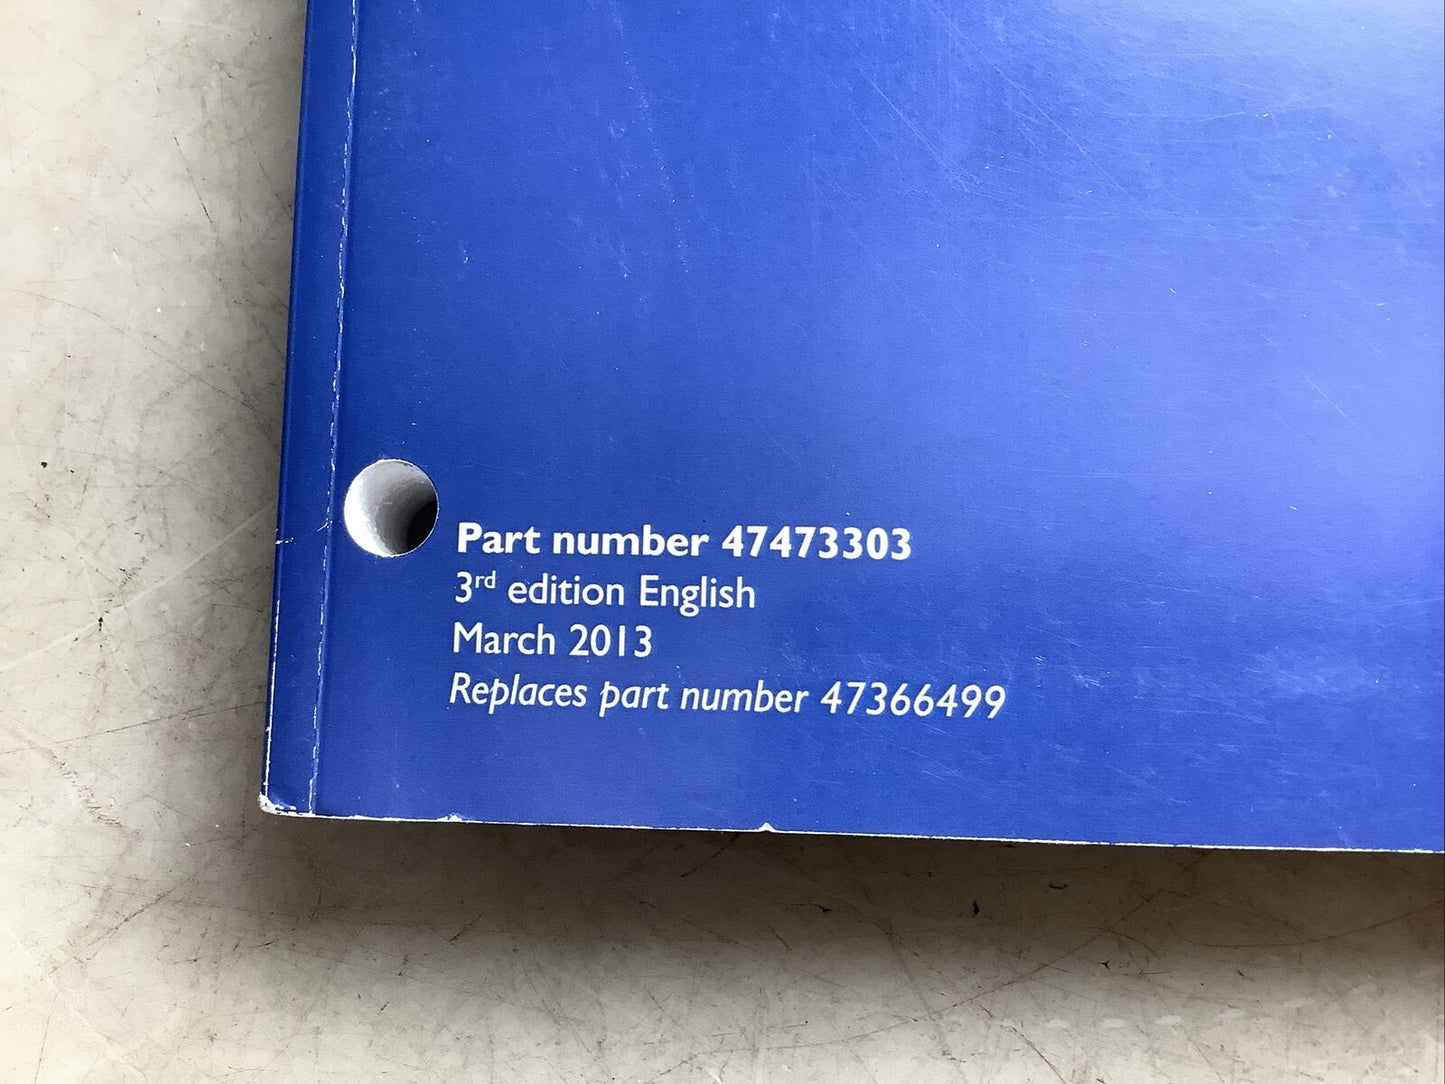 Part number 47473303
3rd edition English
March 2013
Replaces part number 47366499